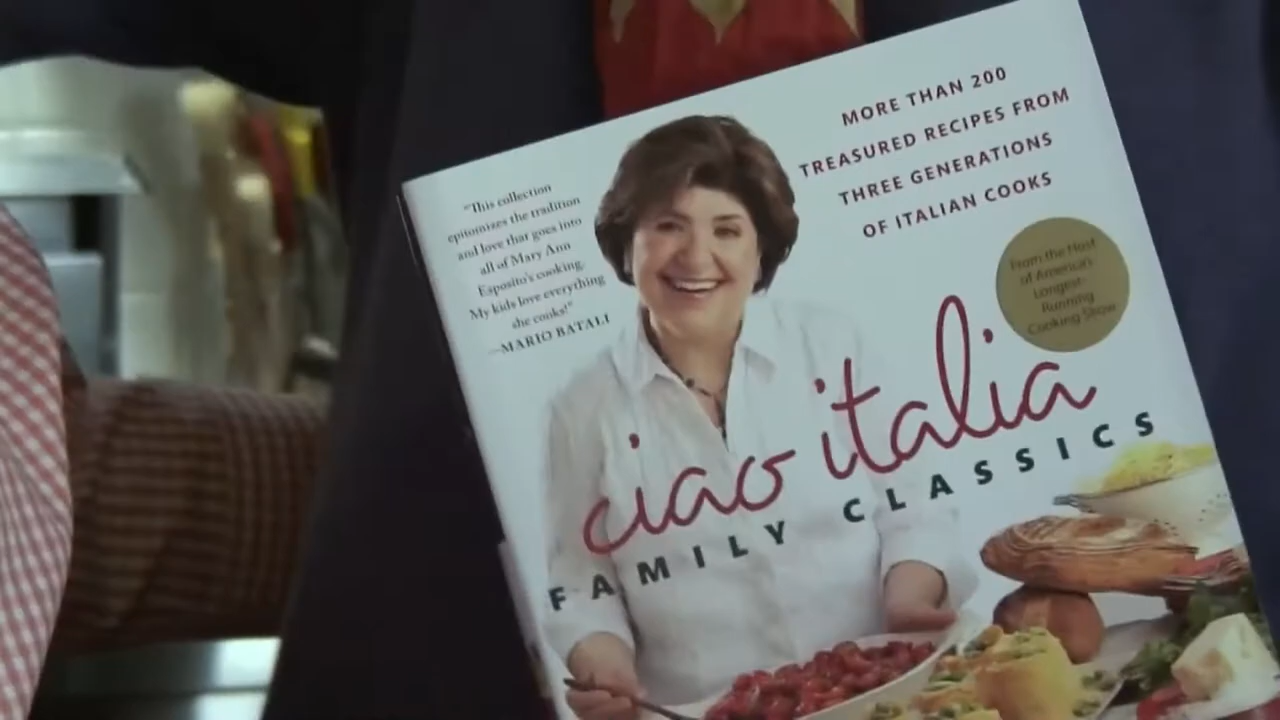 "This collection
epitomizes the tradition
and love that goes into
all of Mary Ann
Esposito's cooking.
My kids love everything
she cooks!"
—MARIO BATALI
MORE THAN 200
TREASURED RECIPES FROM
THREE GENERATIONS
OF ITALIAN COOKS
From the Host
of America's
Longest-
Running
Cooking Show
ciao italia
FAMILY CLASSICS